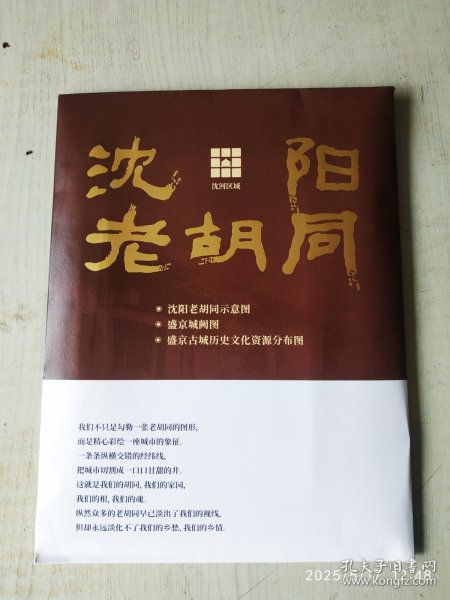 沈 阳
沈河区域
老胡同
沈阳老胡同示意图
盛京城阙图
盛京古城历史文化资源分布图
我们不只是勾勒一张老胡同的图形,
而是精心彩绘一座城市的象征。
一条条纵横交错的经纬线,
把城市切割成一口口甘甜的井。
这就是我们的胡同, 我们的家园,
我们的根, 我们的魂。
纵然众多的老胡同早已淡出了我们的视线,
但却永远淡化不了我们的乡愁, 我们的乡情。
孔夫子旧书网